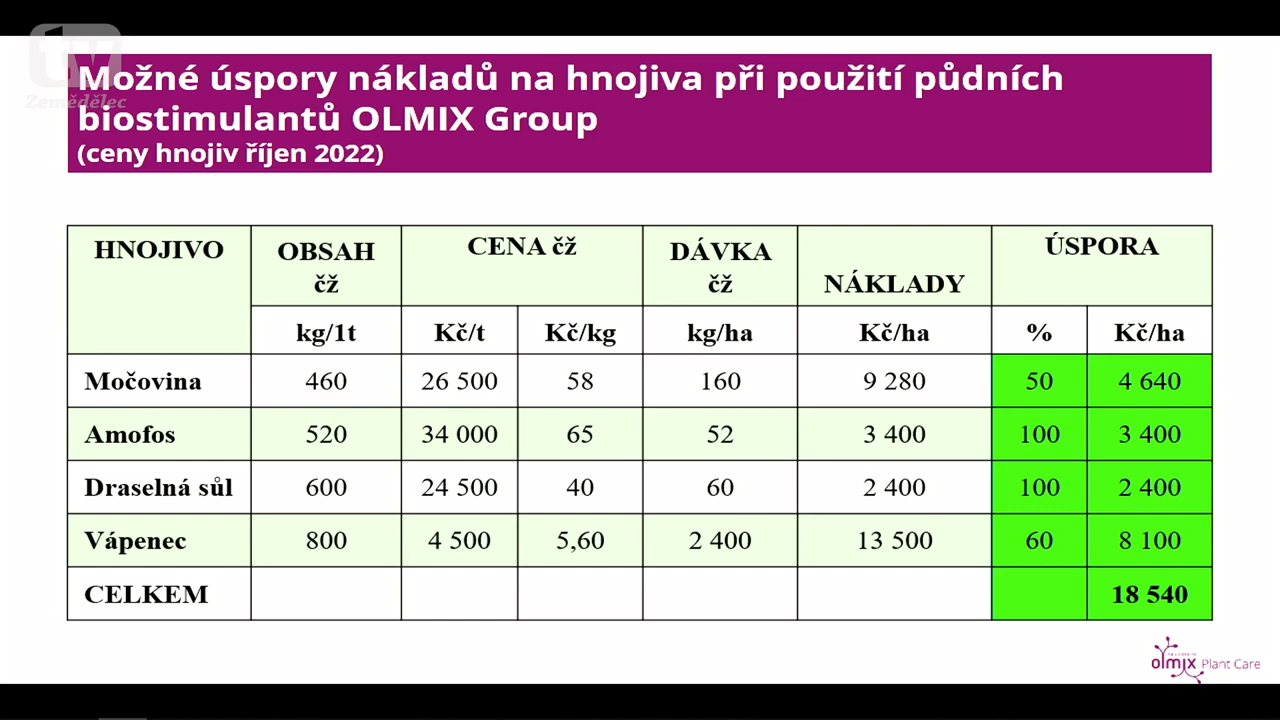 tv
Zemědělec
Možné úspory nákladů na hnojiva při použití půdních
biostimulantů OLMIX Group
(ceny hnojiv říjen 2022)
HNOJIVO OBSAH čž CENA čž DÁVKA čž NÁKLADY ÚSPORA
kg/1t Kč/t Kč/kg kg/ha Kč/ha % Kč/ha
Močovina 460 26 500 58 160 9 280 50 4 640
Amofos 520 34 000 65 52 3 400 100 3 400
Draselná sůl 600 24 500 40 60 2 400 100 2 400
Vápenec 800 4 500 5,60 2 400 13 500 60 8 100
CELKEM 18 540
olmix Plant Care